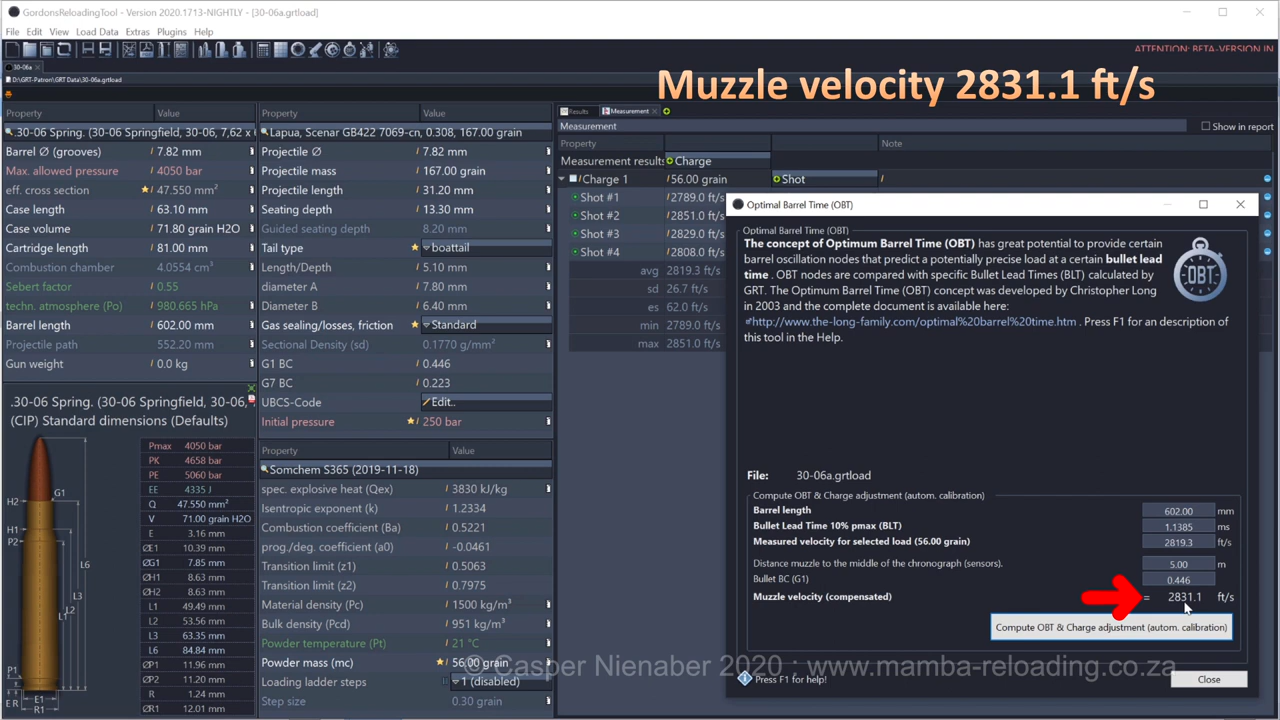 GordonsReloadingTool - Version 2020.1713-NIGHTLY - [30-06a.grtload]
File Edit View Load Data Extras Plugins Help
ATTENTION: BETA-VERSION IN
30-06a
D:\GRT-Patron\GRT Data\30-06a.grtload
Muzzle velocity 2831.1 ft/s
Property Value
.30-06 Spring. (30-06 Springfield, 30-06, 7,62 x
Barrel Ø (grooves) 7.82 mm
Max. allowed pressure 4050 bar
eff. cross section 47.550 mm²
Case length 63.10 mm
Case volume 71.80 grain H2O
Cartridge length 81.00 mm
Combustion chamber 4.0554 cm³
Sebert factor 0.55
techn. atmosphere (Po) 980.665 hPa
Barrel length 602.00 mm
Projectile path 552.20 mm
Gun weight 0.0 kg
.30-06 Spring. (30-06 Springfield, 30-06,
(CIP) Standard dimensions (Defaults)
Pmax 4050 bar
PK 4658 bar
PE 5060 bar
EE 4335 J
Q 47.550 mm²
V 71.00 grain H2O
E 3.16 mm
ØE1 10.39 mm
ØG1 7.85 mm
ØH1 8.63 mm
ØH2 8.63 mm
L1 49.49 mm
L2 53.56 mm
L3 63.35 mm
L6 84.84 mm
ØP1 11.96 mm
ØP2 11.20 mm
R 1.24 mm
ØR1 12.01 mm
G1
H2
H1
P2
L6
L3
L2
L1
P1
E R
E1
R1
Property Value
Lapua, Scenar GB422 7069-cn, 0.308, 167.00 grain
Projectile Ø 7.82 mm
Projectile mass 167.00 grain
Projectile length 31.20 mm
Seating depth 13.30 mm
Guided seating depth 8.20 mm
Tail type boattail
Length/Depth 5.10 mm
diameter A 7.80 mm
Diameter B 6.40 mm
Gas sealing/losses, friction Standard
Sectional Density (sd) 0.1770 g/mm²
G1 BC 0.446
G7 BC 0.223
UBCS-Code Edit..
Initial pressure 250 bar
Property Value
Somchem S365 (2019-11-18)
spec. explosive heat (Qex) 3830 kJ/kg
Isentropic exponent (k) 1.2334
Combustion coefficient (Ba) 0.5221
prog./deg. coefficient (a0) -0.0461
Transition limit (z1) 0.5063
Transition limit (z2) 0.7975
Material density (Pc) 1500 kg/m³
Bulk density (Pcd) 951 kg/m³
Powder temperature (Pt) 21 °C
Powder mass (mc) 56.00 grain
Loading ladder steps 1 (disabled)
Step size 0.30 grain
Results Measurement
Measurement Show in report
Property Note
Measurement results Charge
Charge 1 56.00 grain Shot
Shot #1 2789.0 ft/s
Shot #2 2851.0 ft/s
Shot #3 2829.0 ft/s
Shot #4 2808.0 ft/s
avg 2819.3 ft/s
sd 26.7 ft/s
es 62.0 ft/s
min 2789.0 ft/s
max 2851.0 ft/s
Optimal Barrel Time (OBT)
Optimal Barrel Time (OBT)
The concept of Optimum Barrel Time (OBT) has great potential to provide certain
barrel oscillation nodes that predict a potentially precise load at a certain bullet lead
time . OBT nodes are compared with specific Bullet Lead Times (BLT) calculated by
GRT. The Optimum Barrel Time (OBT) concept was developed by Christopher Long
in 2003 and the complete document is available here:
http://www.the-long-family.com/optimal%20barrel%20time.htm . Press F1 for an description of
this tool in the Help.
OBT
File: 30-06a.grtload
Compute OBT & Charge adjustment (autom. calibration)
Barrel length 602.00 mm
Bullet Lead Time 10% pmax (BLT) 1.1385 ms
Measured velocity for selected load (56.00 grain) 2819.3 ft/s
Distance muzzle to the middle of the chronograph (sensors). 5.00 m
Bullet BC (G1) 0.446
Muzzle velocity (compensated) = 2831.1 ft/s
Compute OBT & Charge adjustment (autom. calibration)
Press F1 for help!
Close
© Casper Nienaber 2020 : www.mamba-reloading.co.za